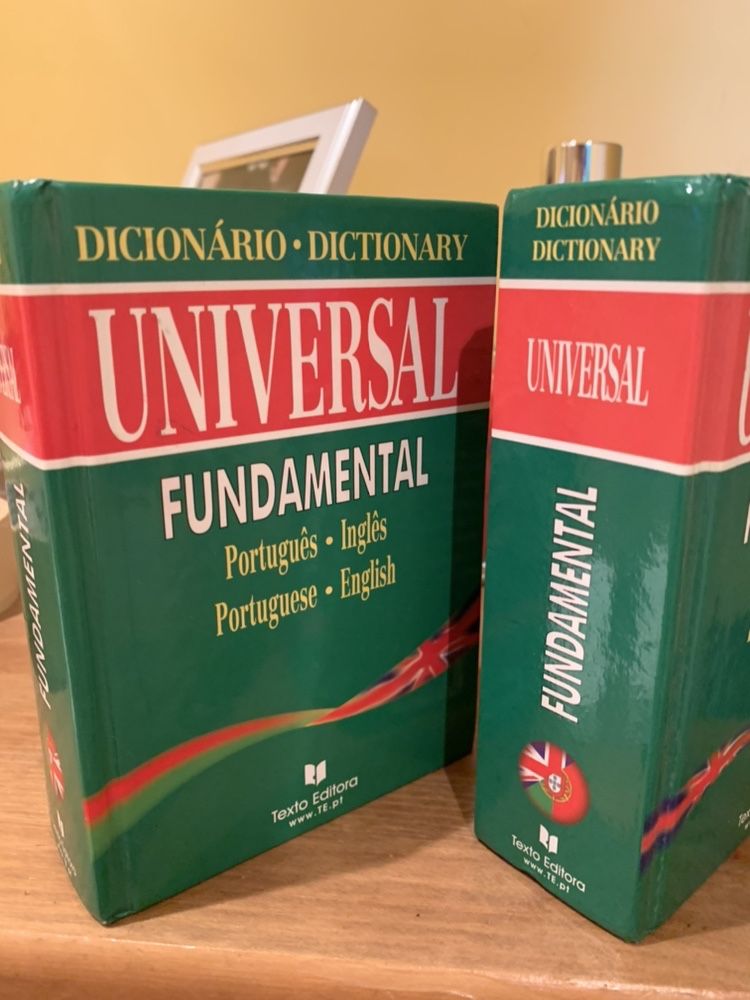 DICIONÁRIO • DICTIONARY
UNIVERSAL
FUNDAMENTAL
Português • Inglês
Portuguese • English
Texto Editora
www.TE.pt
FUNDAMENTAL
DICIONÁRIO
DICTIONARY
UNIVERSAL
FUNDAMENTAL
Texto Editora
www.TE.pt